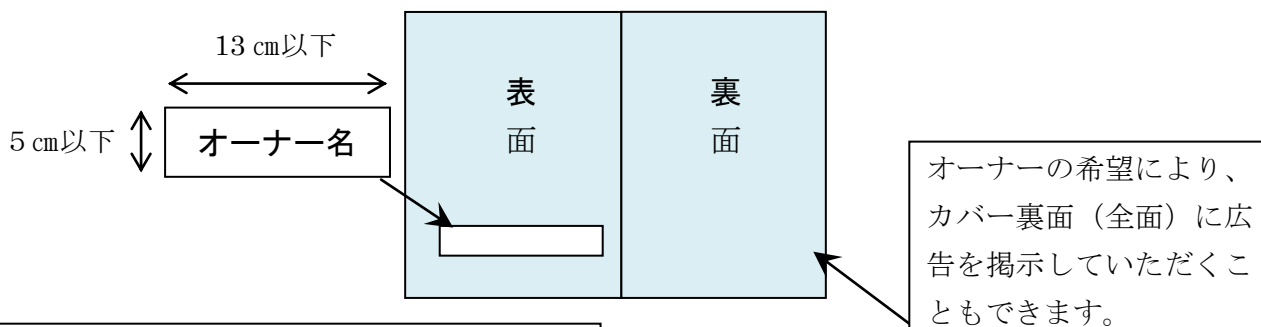 13 ㎝以下
5 ㎝以下
オーナー名
表
面
裏
面
オーナーの希望により、
カバー裏面（全面）に広
告を掲示していただくこ
ともできます。